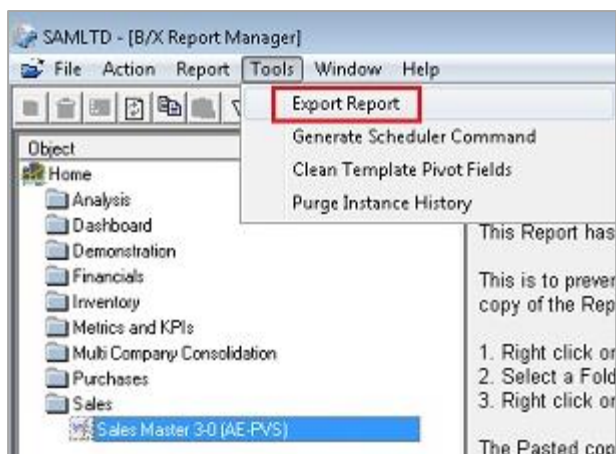 SAMLTD - [B/X Report Manager]
File Action Report Tools Window Help
Export Report
Generate Scheduler Command
Clean Template Pivot Fields
Purge Instance History
Object
Home
Analysis
Dashboard
Demonstration
Financials
Inventory
Metrics and KPIs
Multi Company Consolidation
Purchases
Sales
Sales Master 3-0 (AE-PVS)
This Report has
This is to prever
copy of the Rep
1. Right click or
2. Select a Fold
3. Right click or
The Pasted con